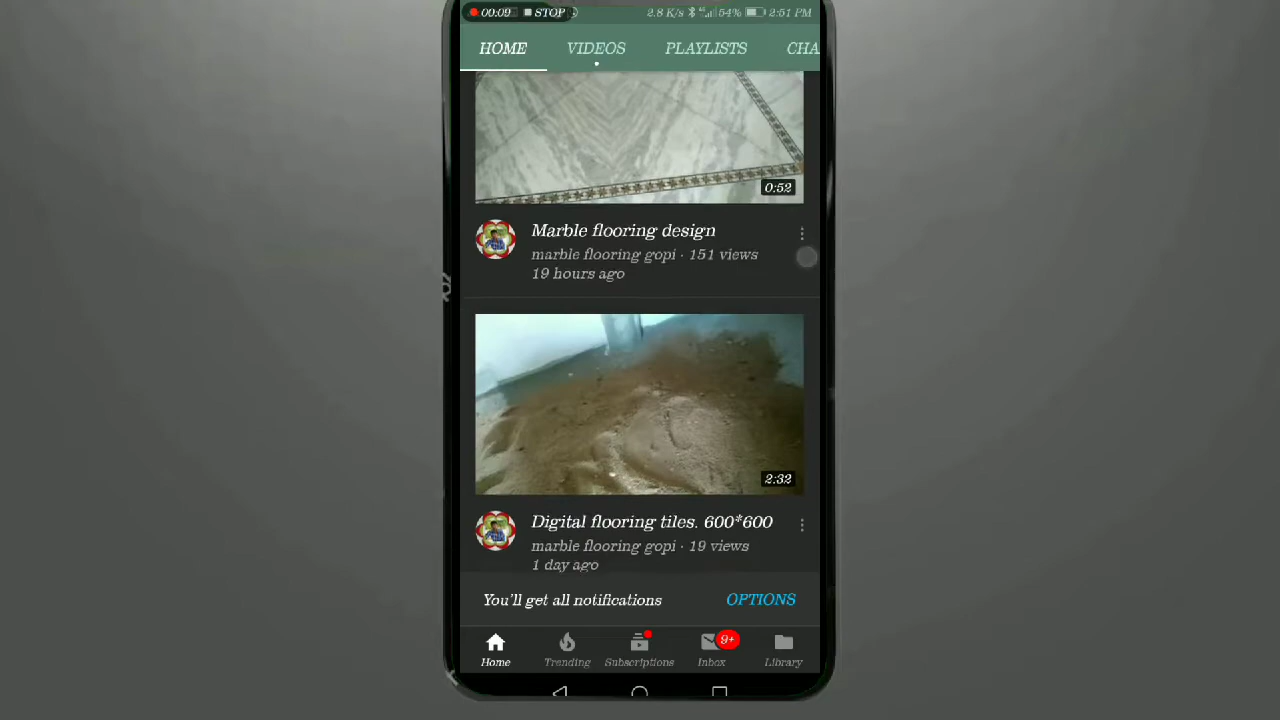 00:09 STOP 2.8 K/s 54% 2:51 PM
HOME VIDEOS PLAYLISTS CHA
0:52
Marble flooring design
marble flooring gopi · 151 views
19 hours ago
2:32
Digital flooring tiles. 600*600
marble flooring gopi · 19 views
1 day ago
You'll get all notifications OPTIONS
9+
Home Trending Subscriptions Inbox Library